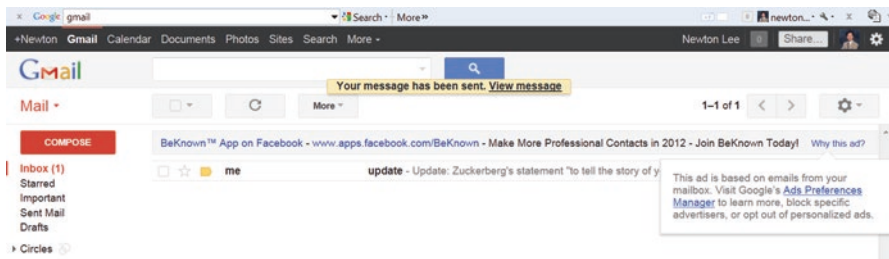 Google gmail Search More » newton...
+Newton Gmail Calendar Documents Photos Sites Search More Newton Lee 0 Share...
Gmail
Your message has been sent. View message
Mail More 1–1 of 1
COMPOSE BeKnown™ App on Facebook - www.apps.facebook.com/BeKnown - Make More Professional Contacts in 2012 - Join BeKnown Today! Why this ad?
Inbox (1) me update - Update: Zuckerberg's statement "to tell the story of y
Starred
Important
Sent Mail
Drafts
Circles
This ad is based on emails from your
mailbox. Visit Google's Ads Preferences
Manager to learn more, block specific
advertisers, or opt out of personalized ads.